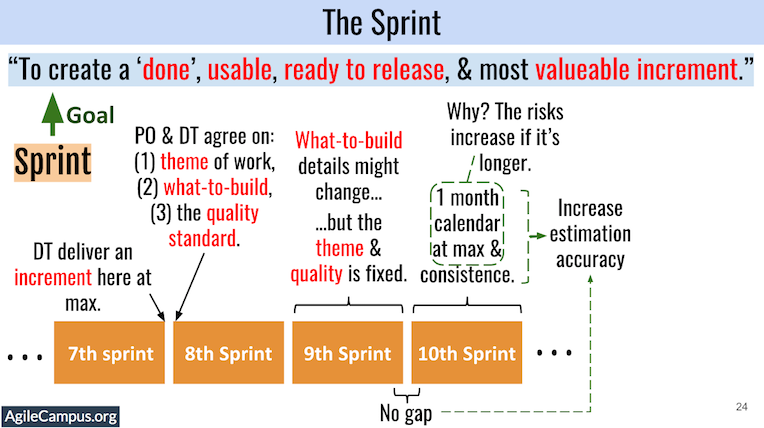 The Sprint
“To create a ‘done’, usable, ready to release, & most valueable increment.”
Goal
Sprint
PO & DT agree on:
(1) theme of work,
(2) what-to-build,
(3) the quality
standard.
DT deliver an
increment here at
max.
What-to-build
details might
change...
...but the
theme &
quality is fixed.
Why? The risks
increase if it’s
longer.
1 month
calendar
at max &
consistence.
Increase
estimation
accuracy
... 7th sprint 8th Sprint 9th Sprint 10th Sprint ...
No gap
AgileCampus.org
24